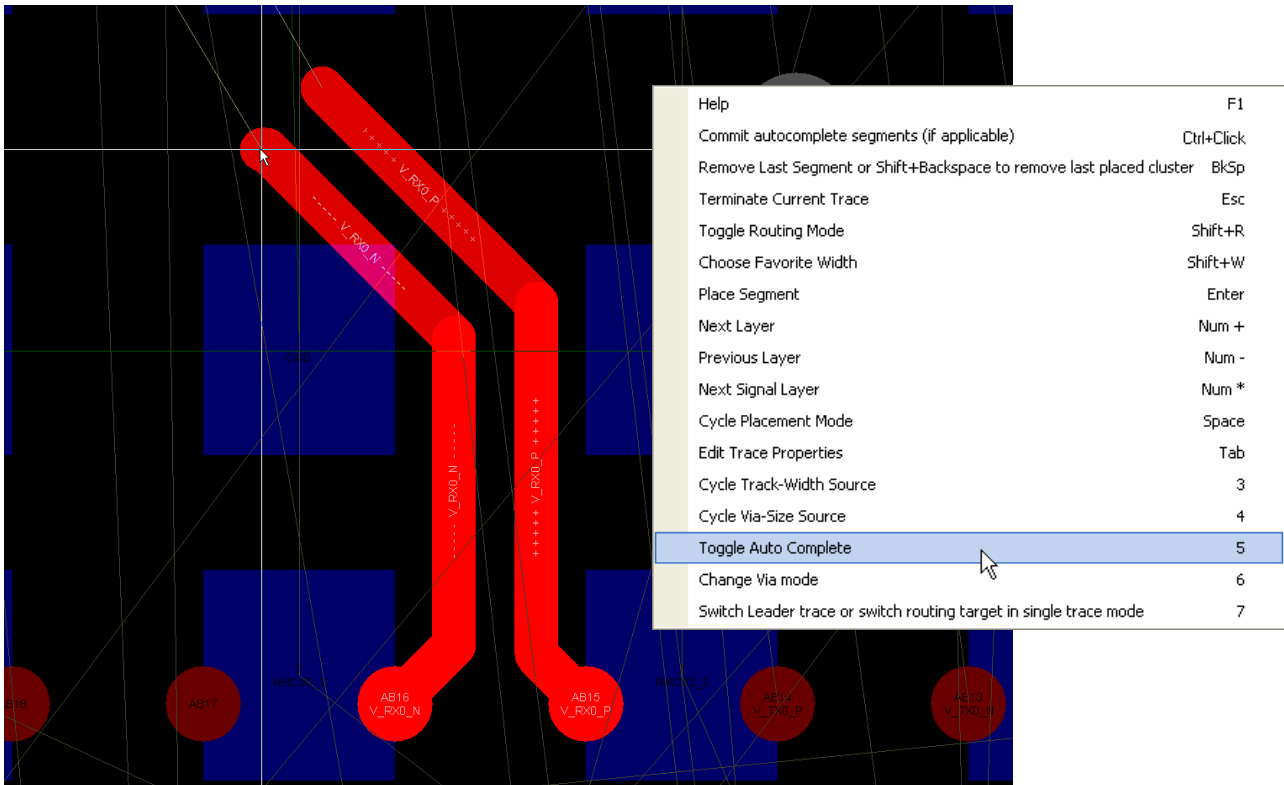 + + + + + V_RX0_P + + + + + +
- - - - - V_RX0_N - - - - -
Help F1
Commit autocomplete segments (if applicable) Ctrl+Click
Remove Last Segment or Shift+Backspace to remove last placed cluster BkSp
Terminate Current Trace Esc
Toggle Routing Mode Shift+R
Choose Favorite Width Shift+W
Place Segment Enter
Next Layer Num +
Previous Layer Num -
Next Signal Layer Num *
Cycle Placement Mode Space
Edit Trace Properties Tab
Cycle Track-Width Source 3
Cycle Via-Size Source 4
Toggle Auto Complete 5
Change Via mode 6
Switch Leader trace or switch routing target in single trace mode 7
- - - - - V_RX0_N - - - - -
+ + + + + V_RX0_P + + + + + +
AB17
AB16
V_RX0_N
AB15
V_RX0_P
V_TX0_P
AB13